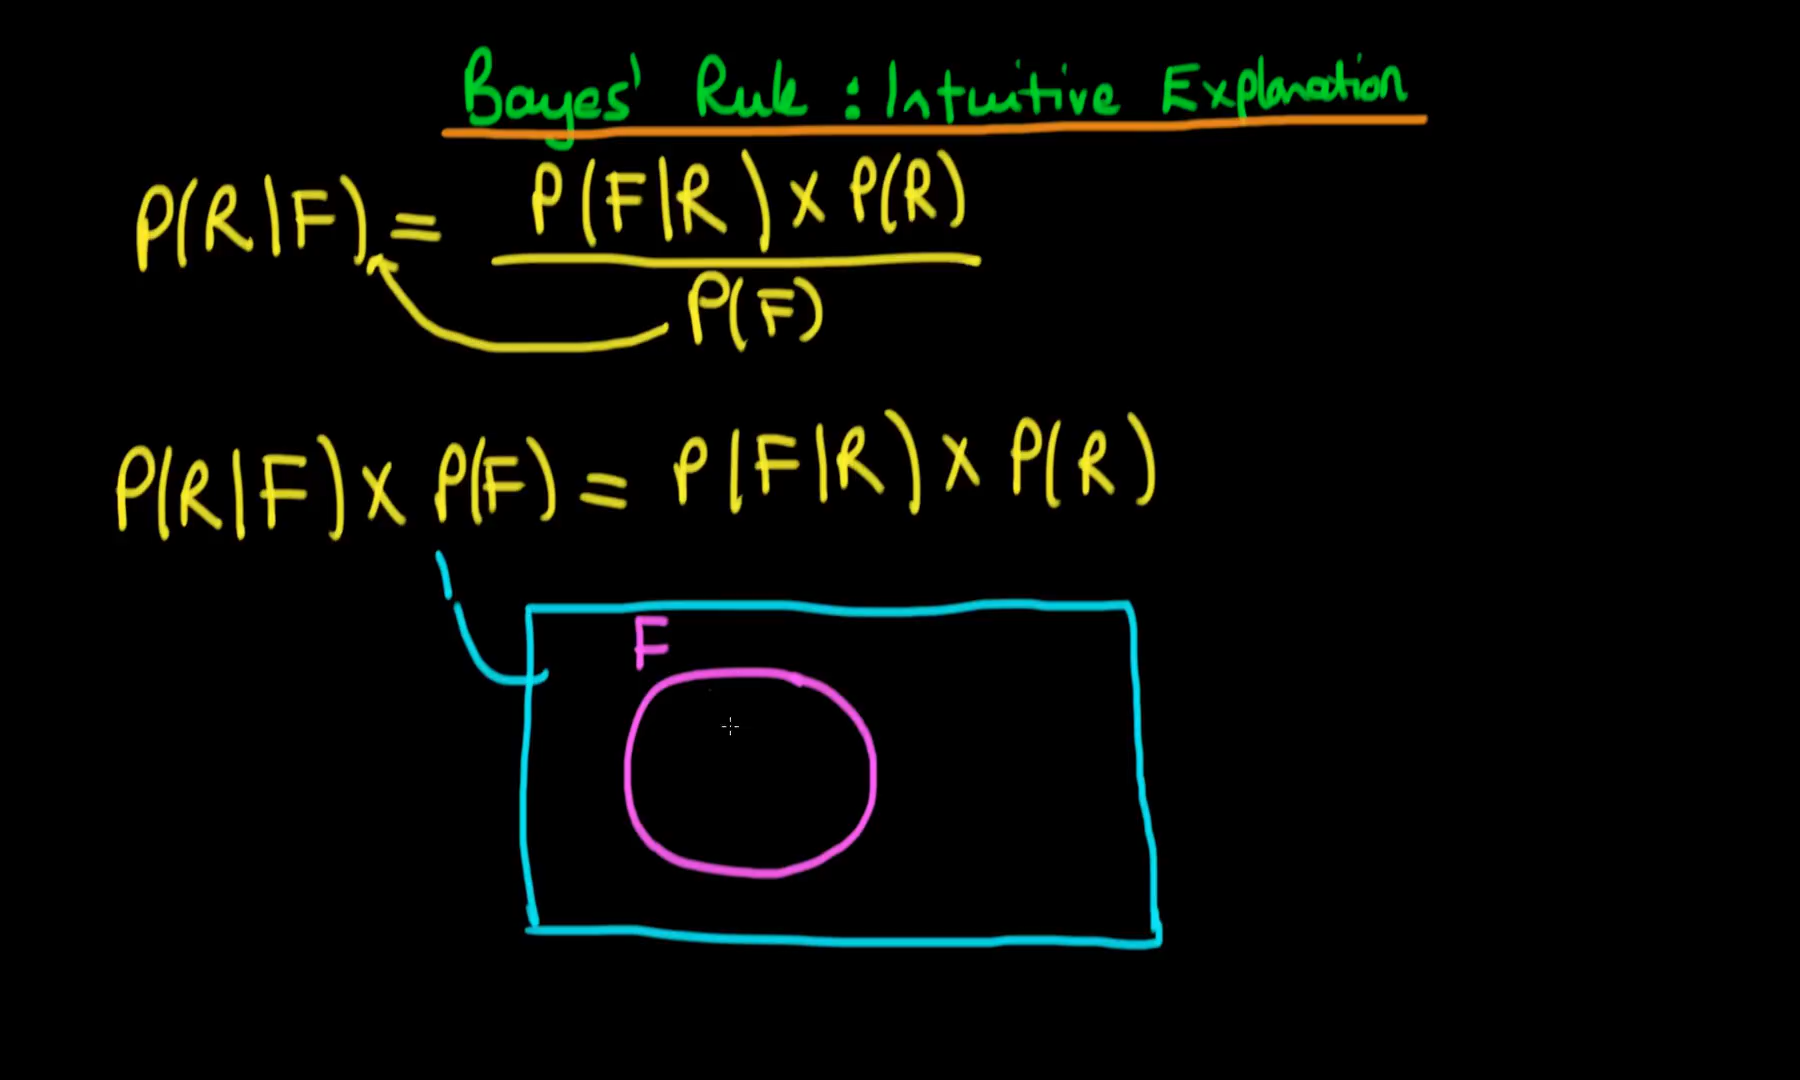 Bayes' Rule : Intuitive Explanation
P(R|F) = P(F|R) x P(R)
P(F)
P(R|F) x P(F) = P(F|R) x P(R)
F